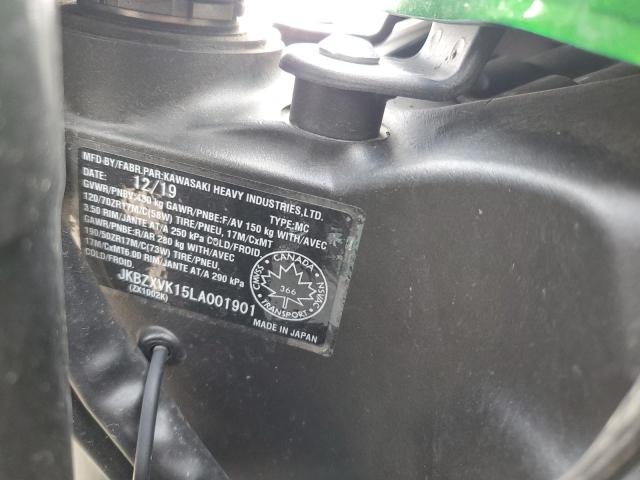 MFD BY/FABR.PAR:KAWASAKI HEAVY INDUSTRIES,LTD.
DATE: 12/19 TYPE:MC
GVWR/PNBV:430 kg GAWR/PNBE:F/AV 150 kg WITH/AVEC
120/70ZR17M/C(58W) TIRE/PNEU, 17M/CxMT
3.50 RIM/JANTE AT/A 250 kPa COLD/FROID.
GAWR/PNBE:R/AR 280 kg WITH/AVEC
190/50ZR17M/C(73W) TIRE/PNEU,
17M/CxMT6.00 RIM/JANTE AT/A 290 kPa
COLD/FROID.
JKBZXVK15LA001901
(ZX1002K)
CANADA
CMVSS
NSVAC
366
TRANSPORT
MADE IN JAPAN